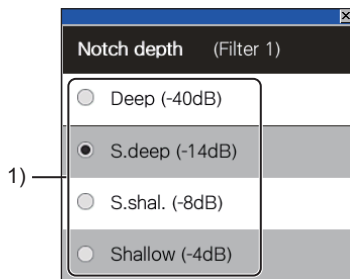 Notch depth (Filter 1)
Deep (-40dB)
S.deep (-14dB)
1)
S.shal. (-8dB)
Shallow (-4dB)